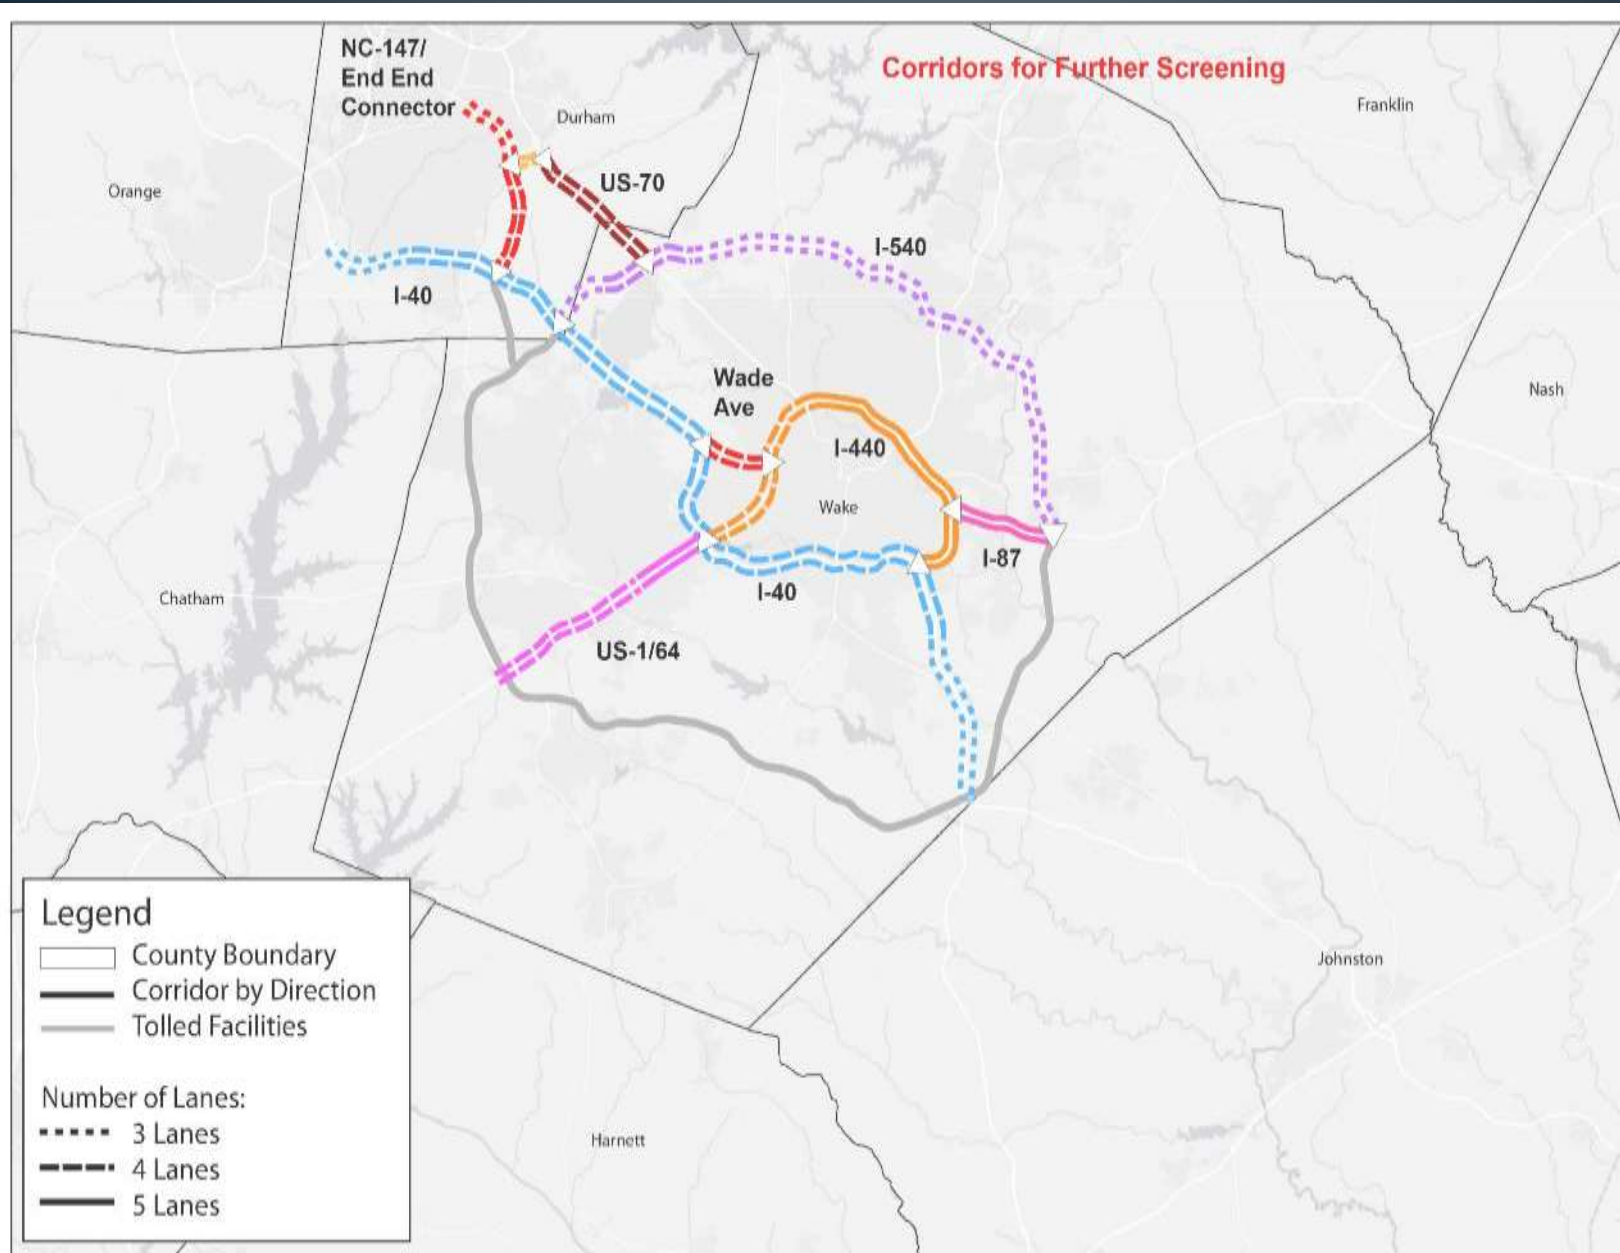 NC-147/
End End
Connector
Corridors for Further Screening
Franklin
Durham
Orange
US-70
I-540
I-40
Wade
Ave
Nash
I-440
Wake
I-87
I-40
Chatham
US-1/64
Legend
County Boundary
Corridor by Direction
Tolled Facilities
Johnston
Number of Lanes:
3 Lanes
4 Lanes
5 Lanes
Harnett